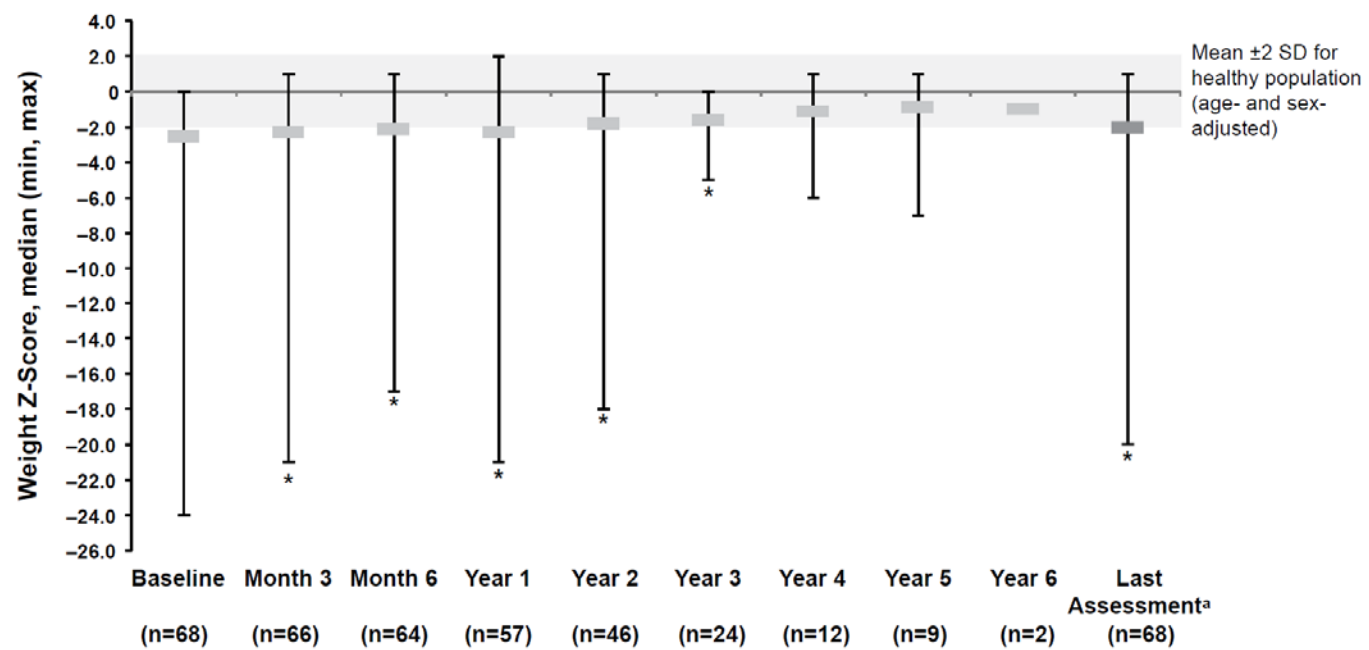 Weight Z-Score, median (min, max)
4.0
2.0
0
–2.0
–4.0
–6.0
–8.0
–10.0
–12.0
–14.0
–16.0
–18.0
–20.0
–22.0
–24.0
–26.0
Mean ±2 SD for
healthy population
(age- and sex-
adjusted)
* * * * * *
Baseline Month 3 Month 6 Year 1 Year 2 Year 3 Year 4 Year 5 Year 6 Last
Assessmentᵃ
(n=68) (n=66) (n=64) (n=57) (n=46) (n=24) (n=12) (n=9) (n=2) (n=68)